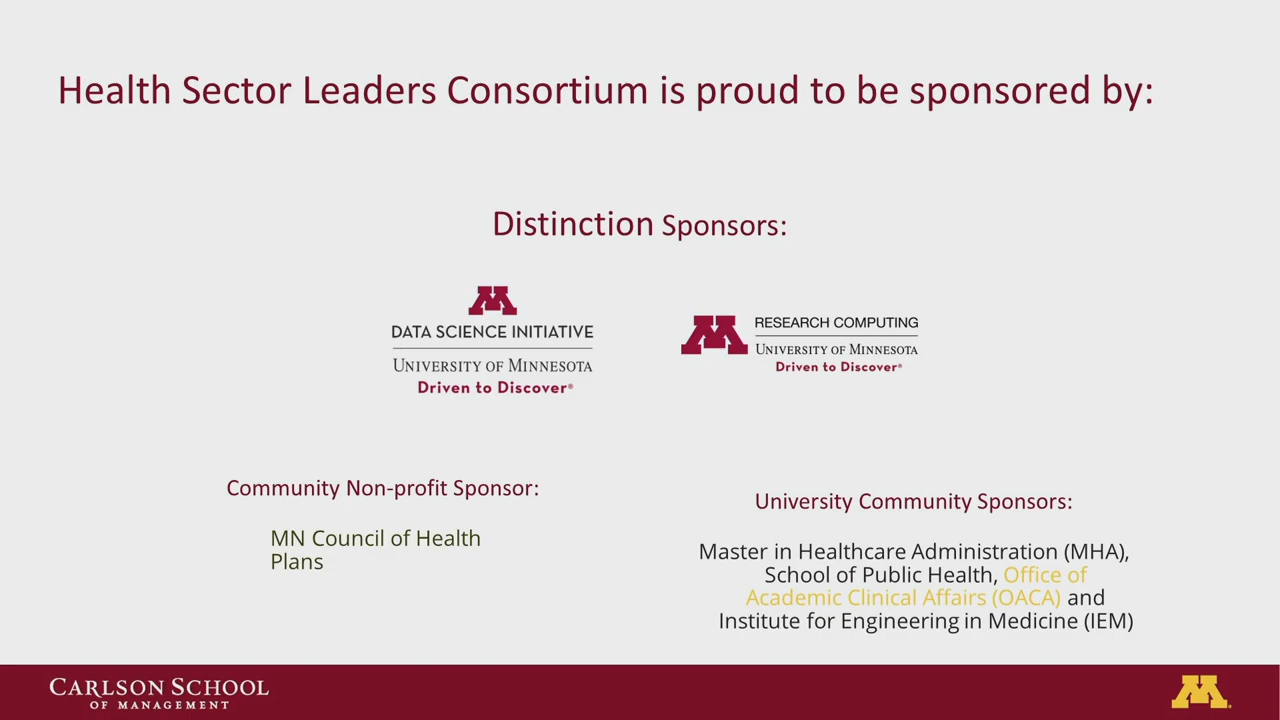 Health Sector Leaders Consortium is proud to be sponsored by:
Distinction Sponsors:
DATA SCIENCE INITIATIVE
UNIVERSITY OF MINNESOTA
Driven to Discover®
RESEARCH COMPUTING
UNIVERSITY OF MINNESOTA
Driven to Discover®
Community Non-profit Sponsor:
MN Council of Health
Plans
University Community Sponsors:
Master in Healthcare Administration (MHA),
School of Public Health, Office of
Academic Clinical Affairs (OACA) and
Institute for Engineering in Medicine (IEM)
CARLSON SCHOOL
OF MANAGEMENT